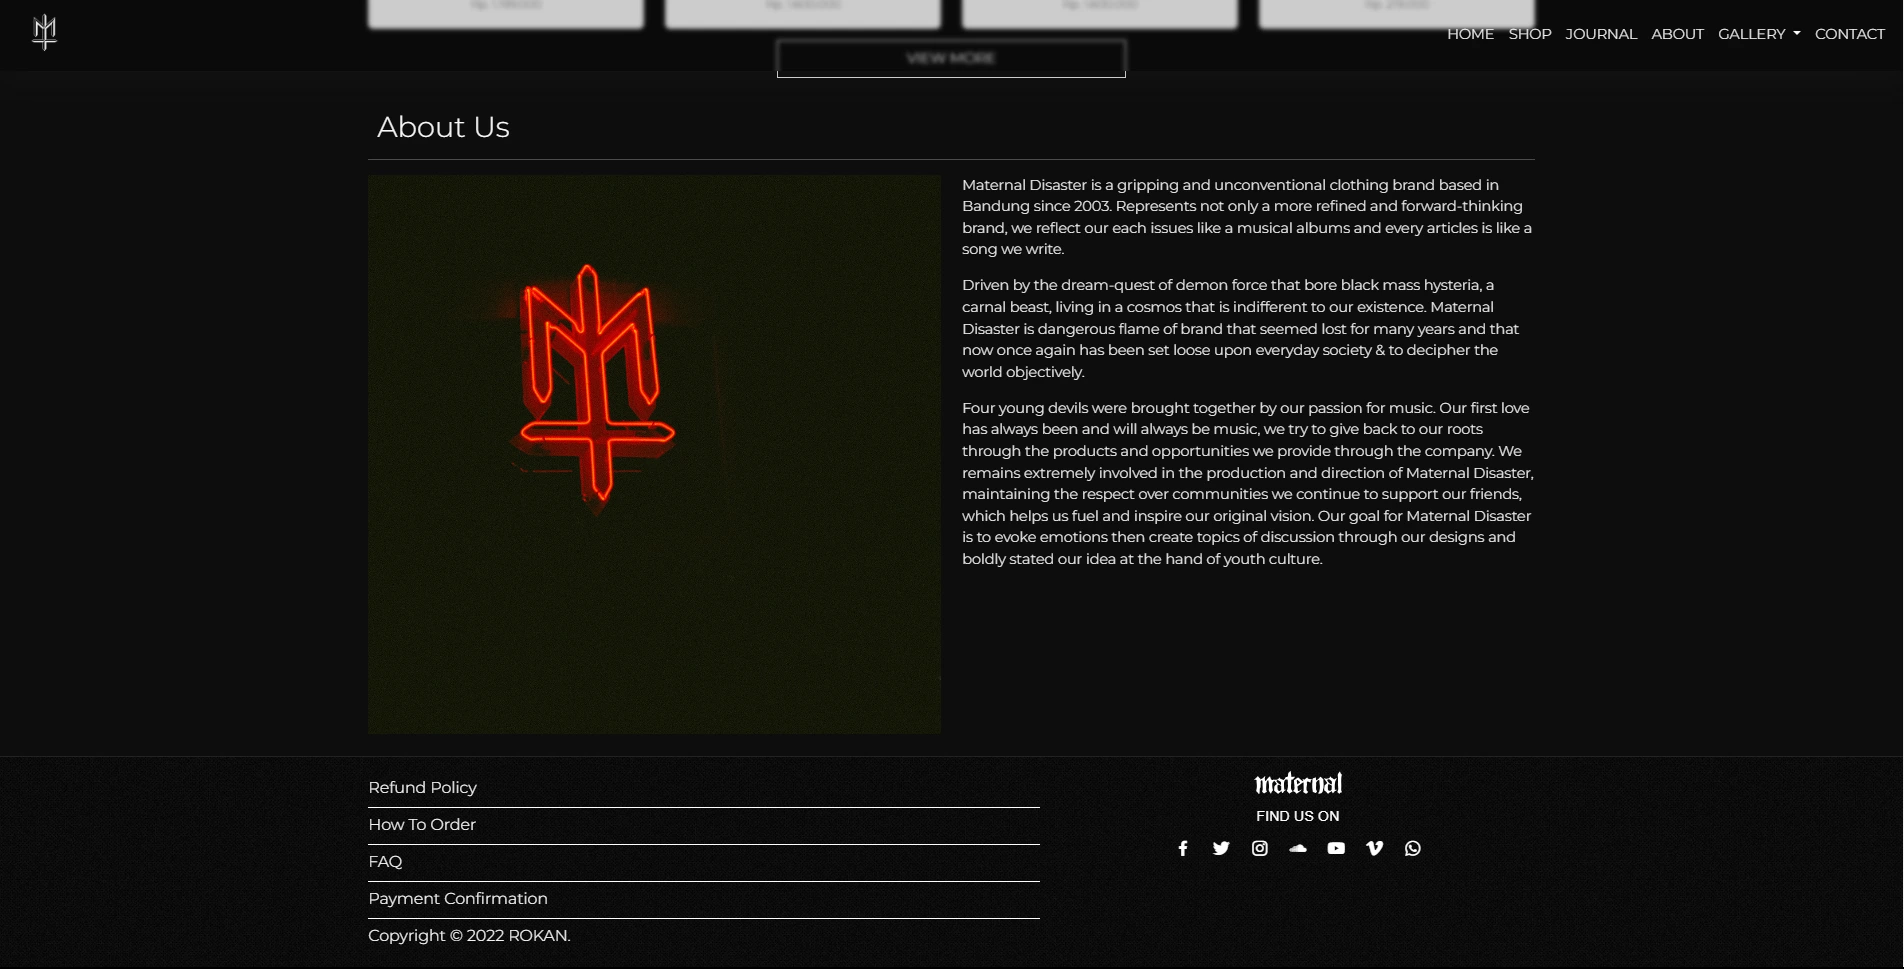 HOME SHOP JOURNAL ABOUT GALLERY CONTACT
VIEW MORE
About Us
Maternal Disaster is a gripping and unconventional clothing brand based in
Bandung since 2003. Represents not only a more refined and forward-thinking
brand, we reflect our each issues like a musical albums and every articles is like a
song we write.
Driven by the dream-quest of demon force that bore black mass hysteria, a
carnal beast, living in a cosmos that is indifferent to our existence. Maternal
Disaster is dangerous flame of brand that seemed lost for many years and that
now once again has been set loose upon everyday society & to decipher the
world objectively.
Four young devils were brought together by our passion for music. Our first love
has always been and will always be music, we try to give back to our roots
through the products and opportunities we provide through the company. We
remains extremely involved in the production and direction of Maternal Disaster,
maintaining the respect over communities we continue to support our friends,
which helps us fuel and inspire our original vision. Our goal for Maternal Disaster
is to evoke emotions then create topics of discussion through our designs and
boldly stated our idea at the hand of youth culture.
Refund Policy
How To Order
FAQ
Payment Confirmation
Copyright © 2022 ROKAN.
maternal
FIND US ON